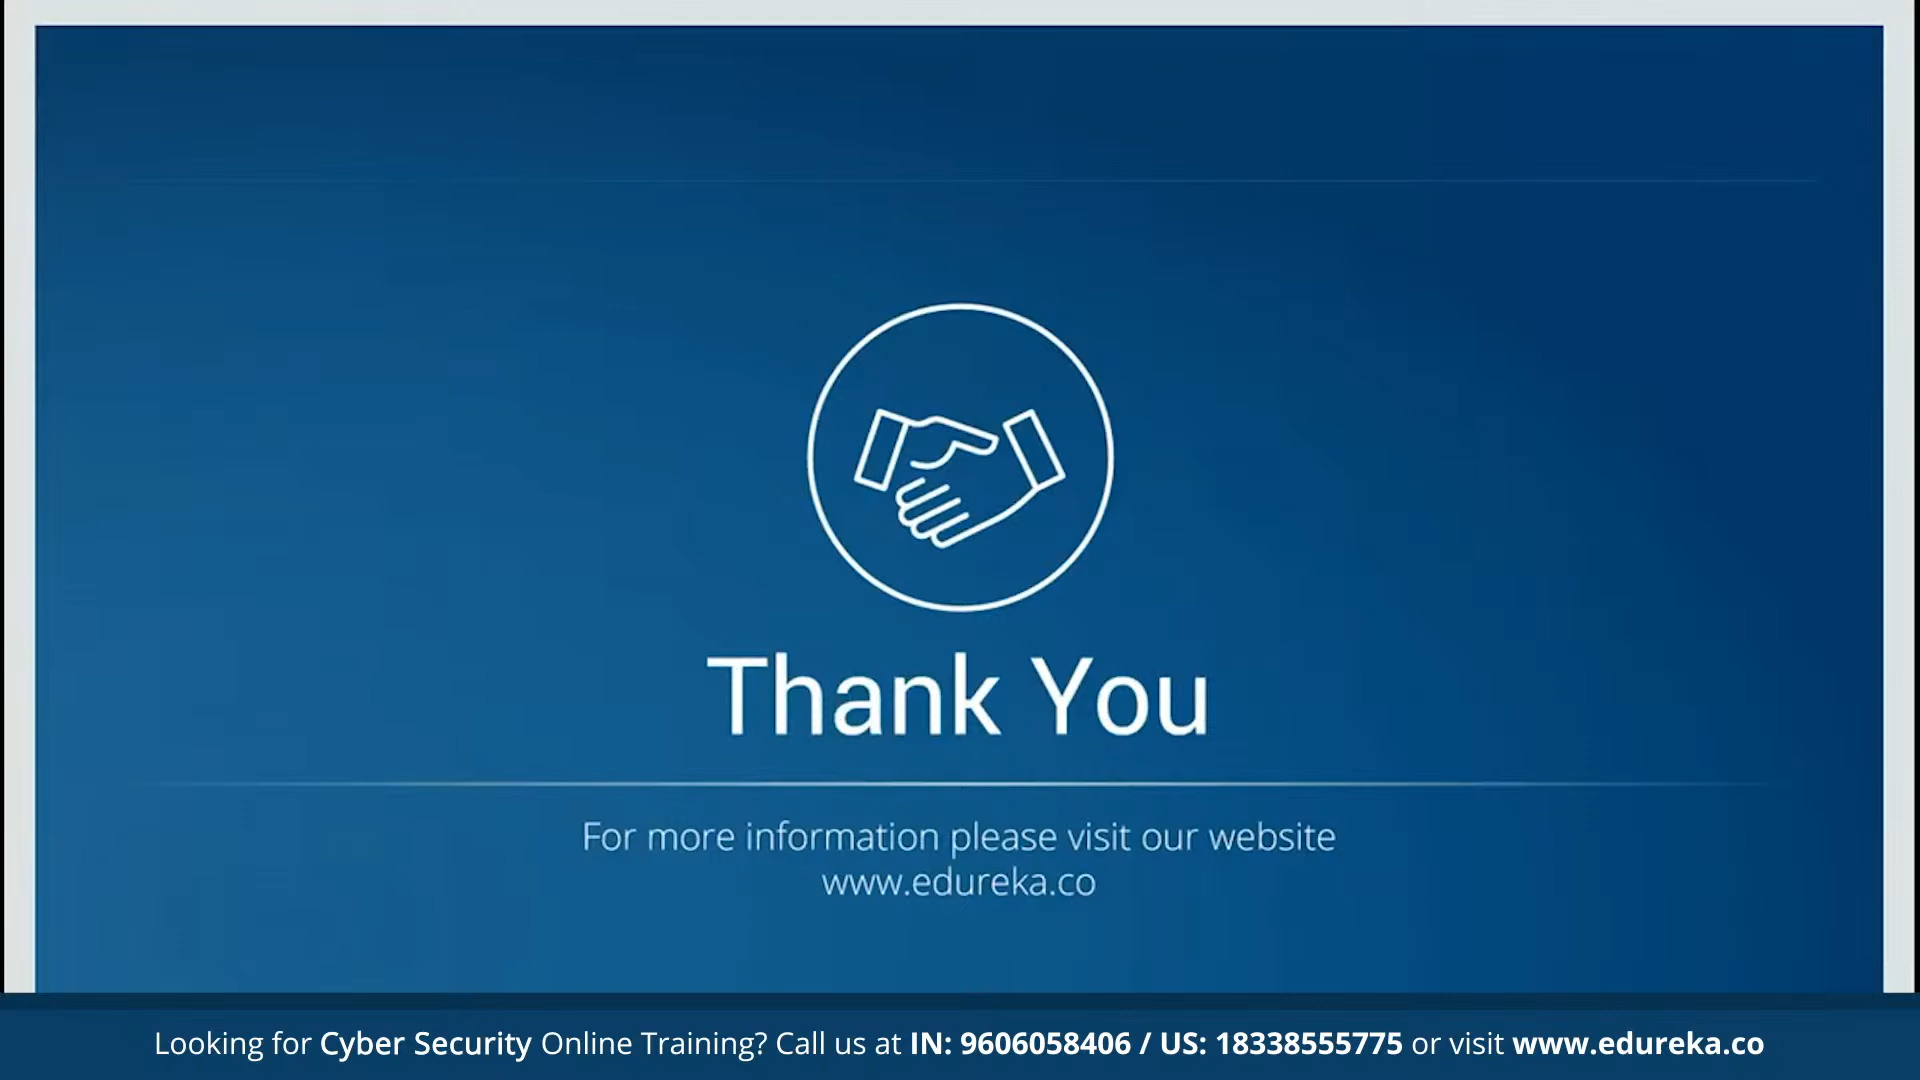 Thank You
For more information please visit our website
www.edureka.co
Looking for Cyber Security Online Training? Call us at IN: 9606058406 / US: 18338555775 or visit www.edureka.co